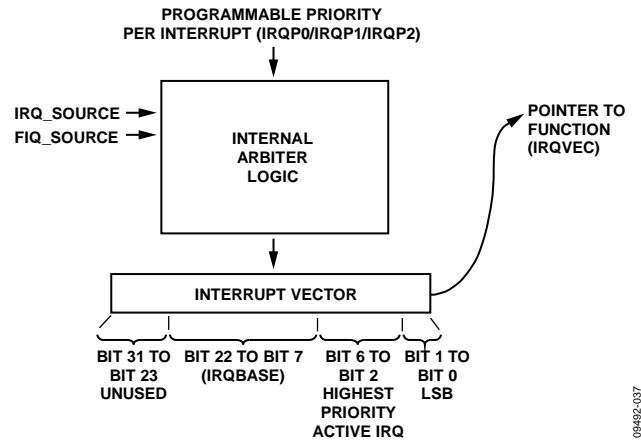 PROGRAMMABLE PRIORITY
PER INTERRUPT (IRQP0/IRQP1/IRQP2)
IRQ_SOURCE
FIQ_SOURCE
INTERNAL
ARBITER
LOGIC
POINTER TO
FUNCTION
(IRQVEC)
INTERRUPT VECTOR
BIT 31 TO
BIT 23
UNUSED
BIT 22 TO BIT 7
(IRQBASE)
BIT 6 TO
BIT 2
HIGHEST
PRIORITY
ACTIVE IRQ
BIT 1 TO
BIT 0
LSB
09492-037